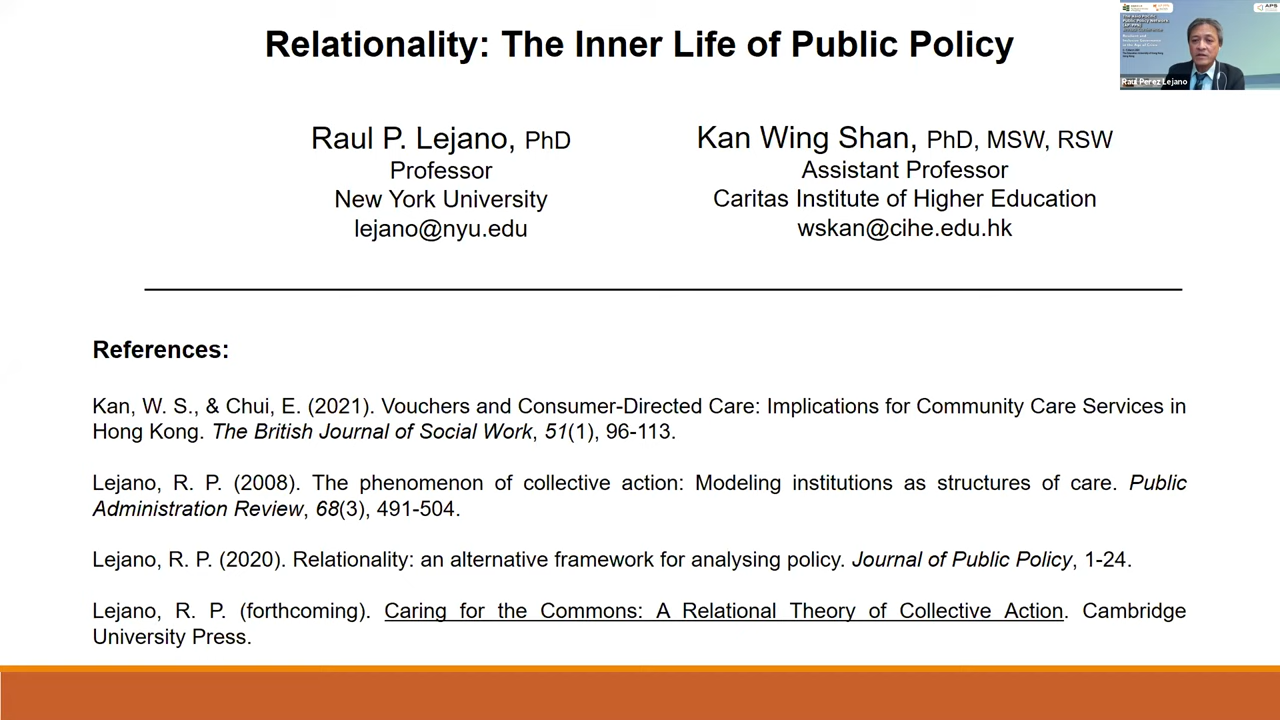 Relationality: The Inner Life of Public Policy
Raul Perez Lejano
Raul P. Lejano, PhD
Professor
New York University
lejano@nyu.edu
Kan Wing Shan, PhD, MSW, RSW
Assistant Professor
Caritas Institute of Higher Education
wskan@cihe.edu.hk
References:
Kan, W. S., & Chui, E. (2021). Vouchers and Consumer-Directed Care: Implications for Community Care Services in
Hong Kong. The British Journal of Social Work, 51(1), 96-113.
Lejano, R. P. (2008). The phenomenon of collective action: Modeling institutions as structures of care. Public
Administration Review, 68(3), 491-504.
Lejano, R. P. (2020). Relationality: an alternative framework for analysing policy. Journal of Public Policy, 1-24.
Lejano, R. P. (forthcoming). Caring for the Commons: A Relational Theory of Collective Action. Cambridge
University Press.